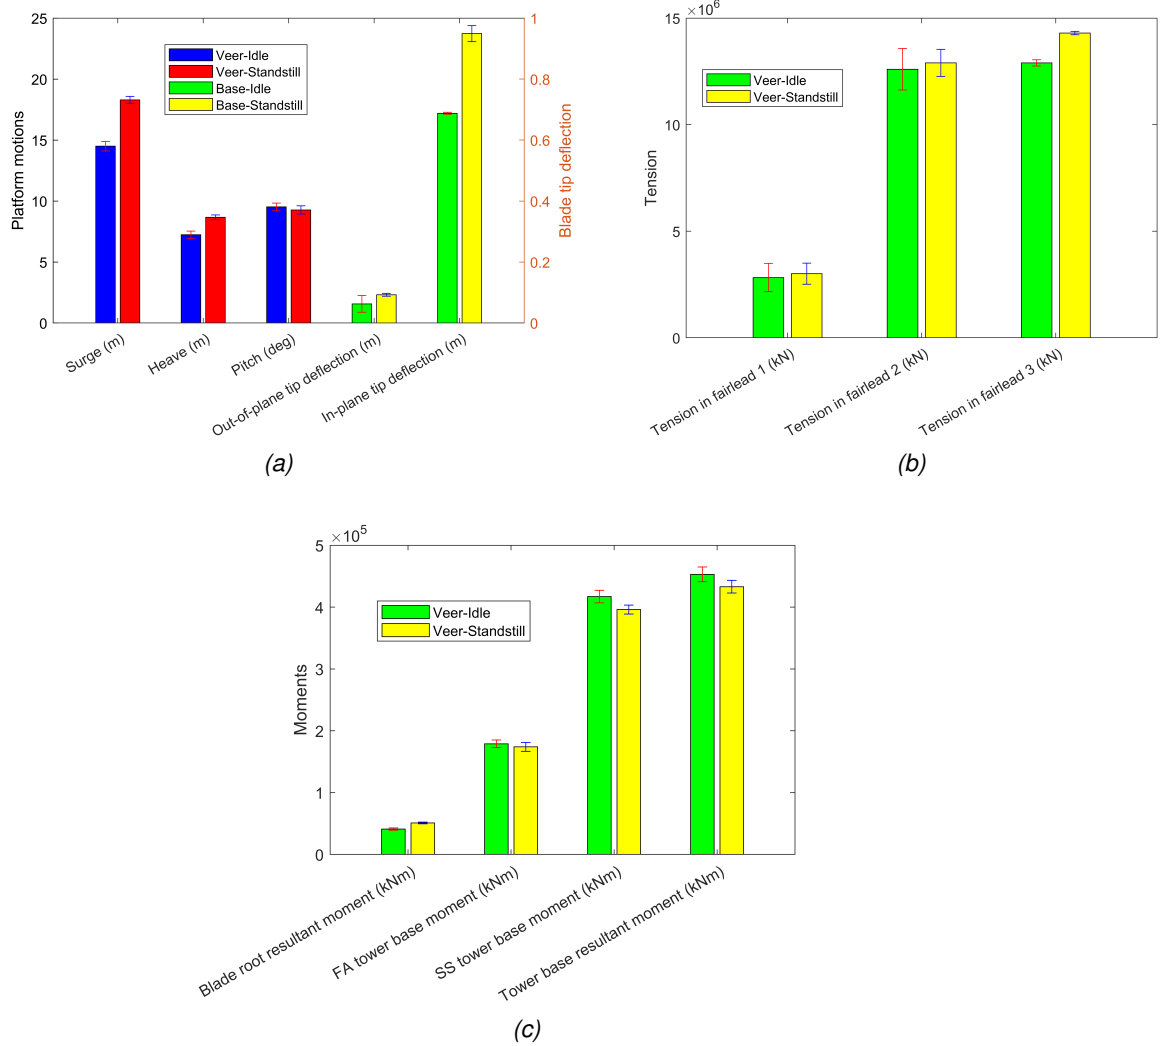 25
20
15
10
5
0
Platform motions
Veer-Idle
Veer-Standstill
Base-Idle
Base-Standstill
1
0.8
0.6
0.4
0.2
0
Blade tip deflection
Surge (m)
Heave (m)
Pitch (deg)
Out-of-plane tip deflection (m)
In-plane tip deflection (m)
(a)
×10⁶
15
10
5
0
Tension
Veer-Idle
Veer-Standstill
Tension in fairlead 1 (kN)
Tension in fairlead 2 (kN)
Tension in fairlead 3 (kN)
(b)
×10⁵
5
4
3
2
1
0
Moments
Veer-Idle
Veer-Standstill
Blade root resultant moment (kNm)
FA tower base moment (kNm)
SS tower base moment (kNm)
Tower base resultant moment (kNm)
(c)